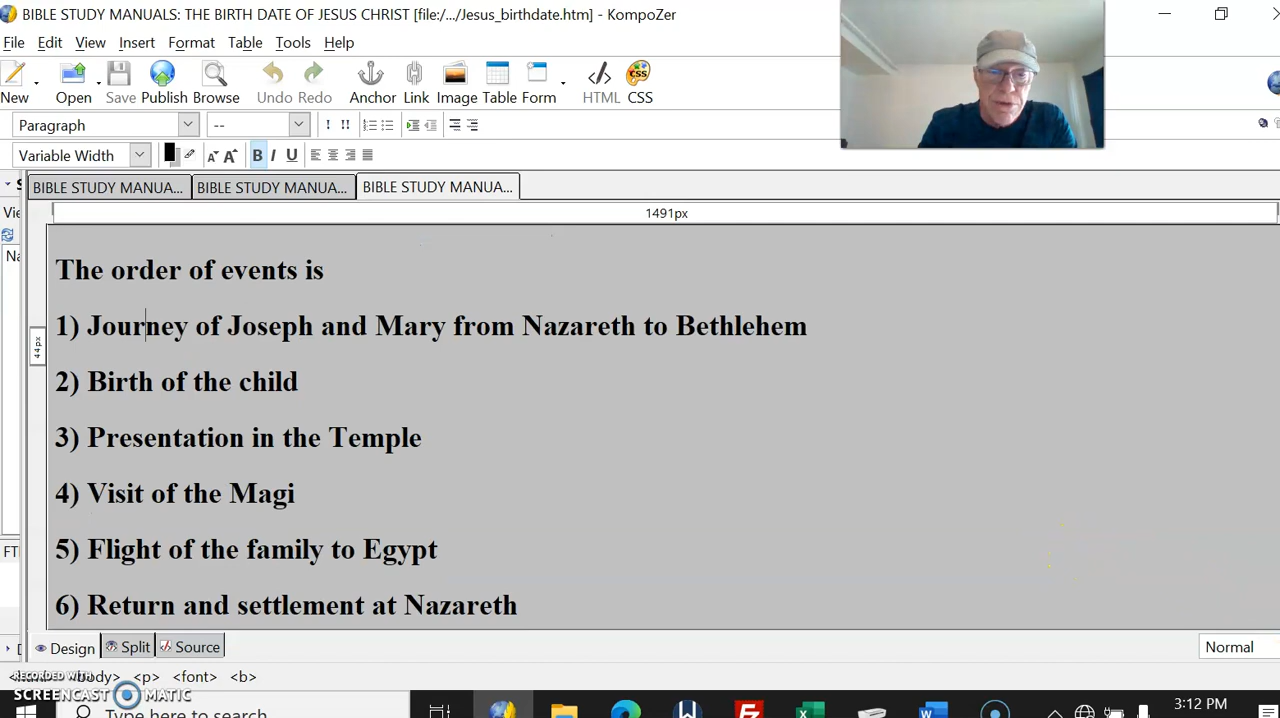 BIBLE STUDY MANUALS: THE BIRTH DATE OF JESUS CHRIST [file:/.../Jesus_birthdate.htm] - KompoZer
File Edit View Insert Format Table Tools Help
New Open Save Publish Browse Undo Redo Anchor Link Image Table Form HTML CSS
Paragraph --
Variable Width B I U
BIBLE STUDY MANUA... BIBLE STUDY MANUA... BIBLE STUDY MANUA...
1491px
The order of events is
1) Journey of Joseph and Mary from Nazareth to Bethlehem
44px
2) Birth of the child
3) Presentation in the Temple
4) Visit of the Magi
5) Flight of the family to Egypt
6) Return and settlement at Nazareth
Design Split Source Normal
<p> <font> <b>
RECORDED WITH
SCREENCAST MATIC
Type here to search
3:12 PM